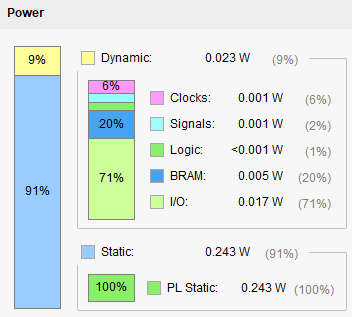 Power
9%
91%
Dynamic: 0.023 W (9%)
6%
20%
71%
Clocks: 0.001 W (6%)
Signals: 0.001 W (2%)
Logic: <0.001 W (1%)
BRAM: 0.005 W (20%)
I/O: 0.017 W (71%)
Static: 0.243 W (91%)
100%
PL Static: 0.243 W (100%)